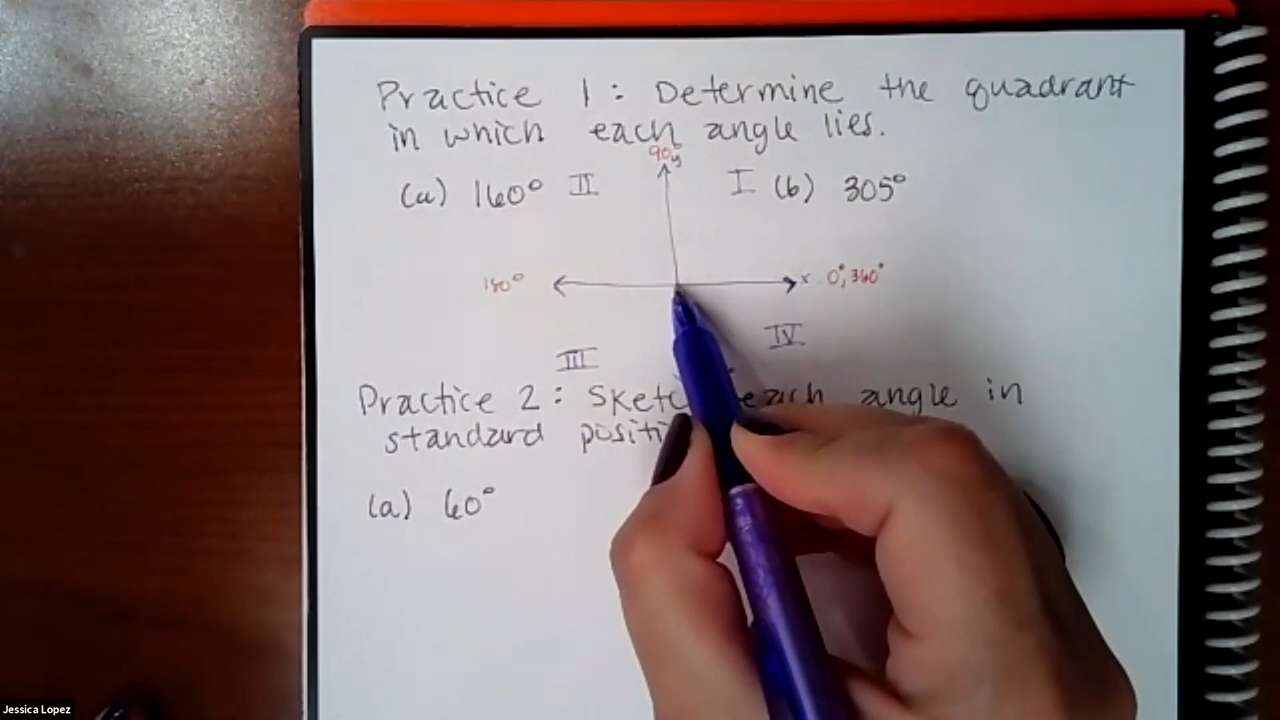 Practice 1: Determine the quadrant
in which each angle lies.
90° y
(a) 160° II I (b) 305°
180° x 0°, 360°
IV
III
Practice 2: Sketch each angle in
standard
(a) 60°
Jessica Lopez